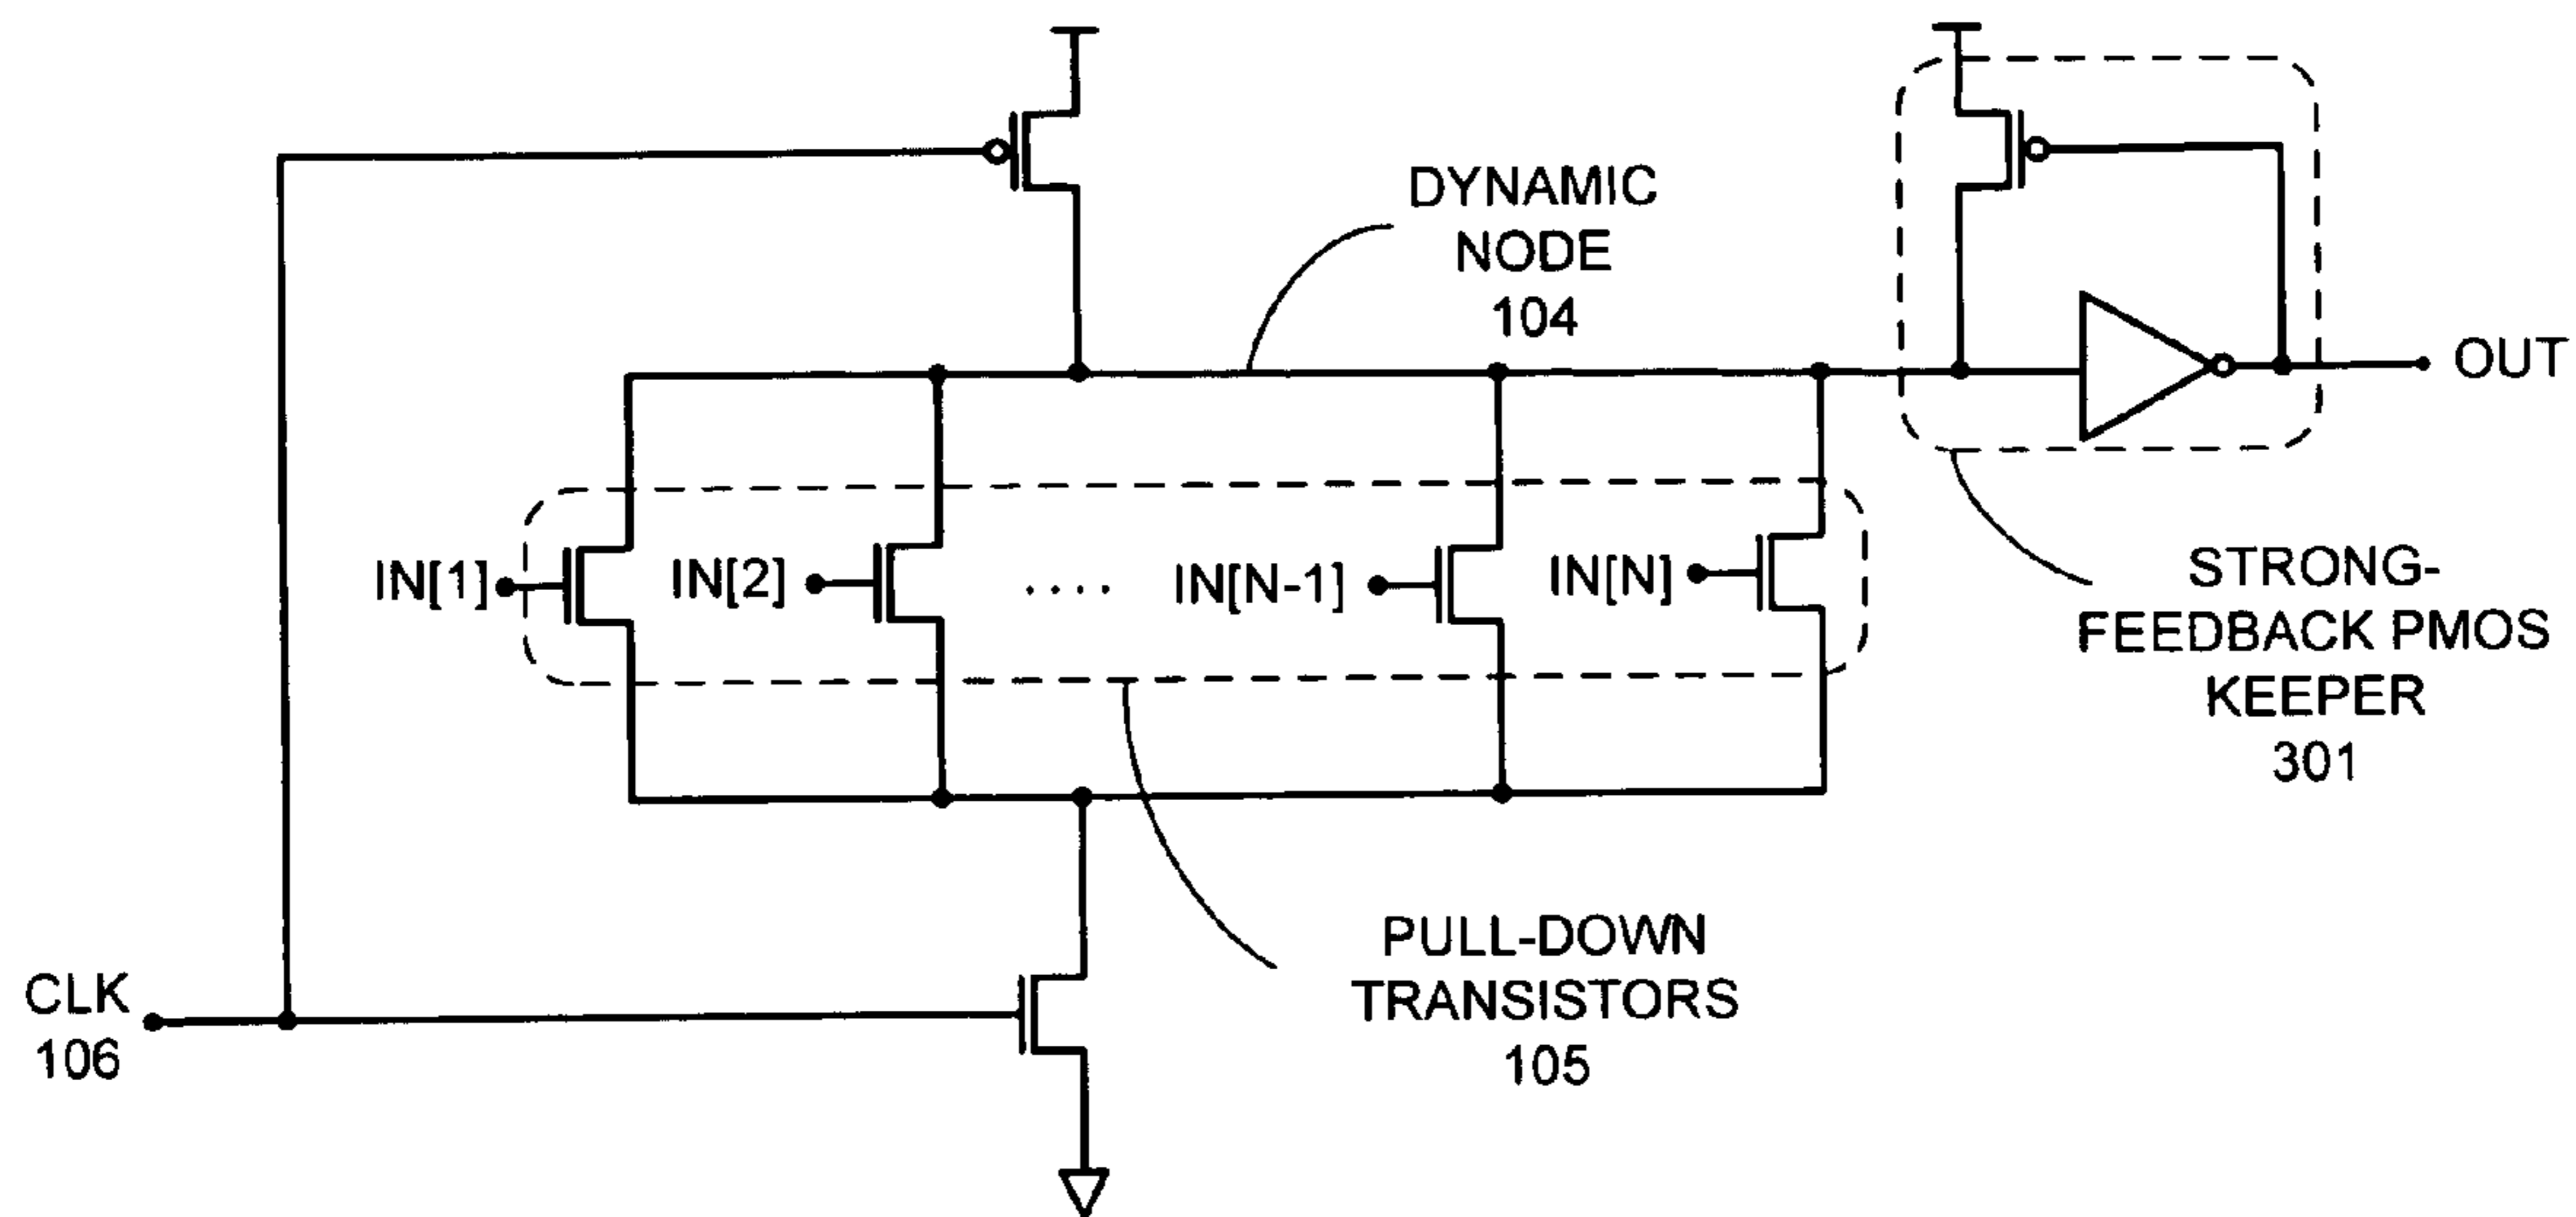 DYNAMIC
NODE
104
OUT
IN[1]
IN[2]
....
IN[N-1]
IN[N]
STRONG-
FEEDBACK PMOS
KEEPER
301
PULL-DOWN
TRANSISTORS
105
CLK
106